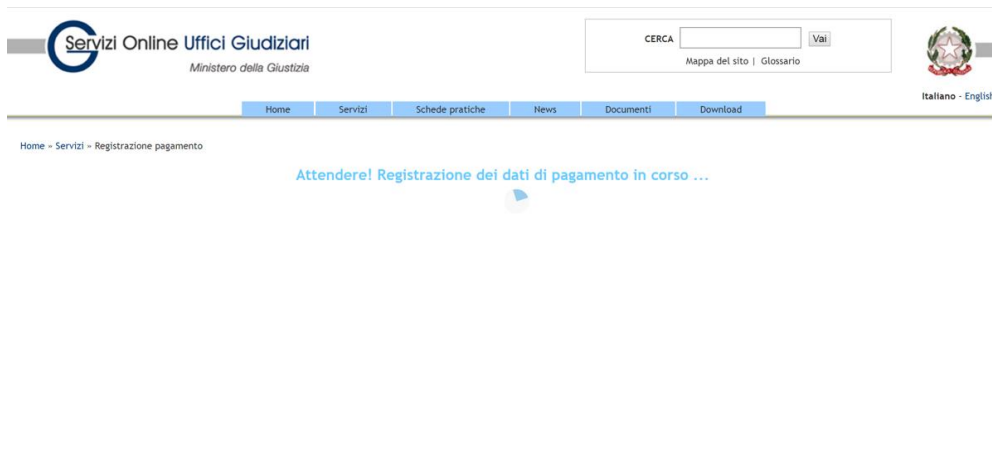 Servizi Online Uffici Giudiziari
Ministero della Giustizia
CERCA Vai
Mappa del sito | Glossario
Italiano - English
Home Servizi Schede pratiche News Documenti Download
Home » Servizi » Registrazione pagamento
Attendere! Registrazione dei dati di pagamento in corso ...